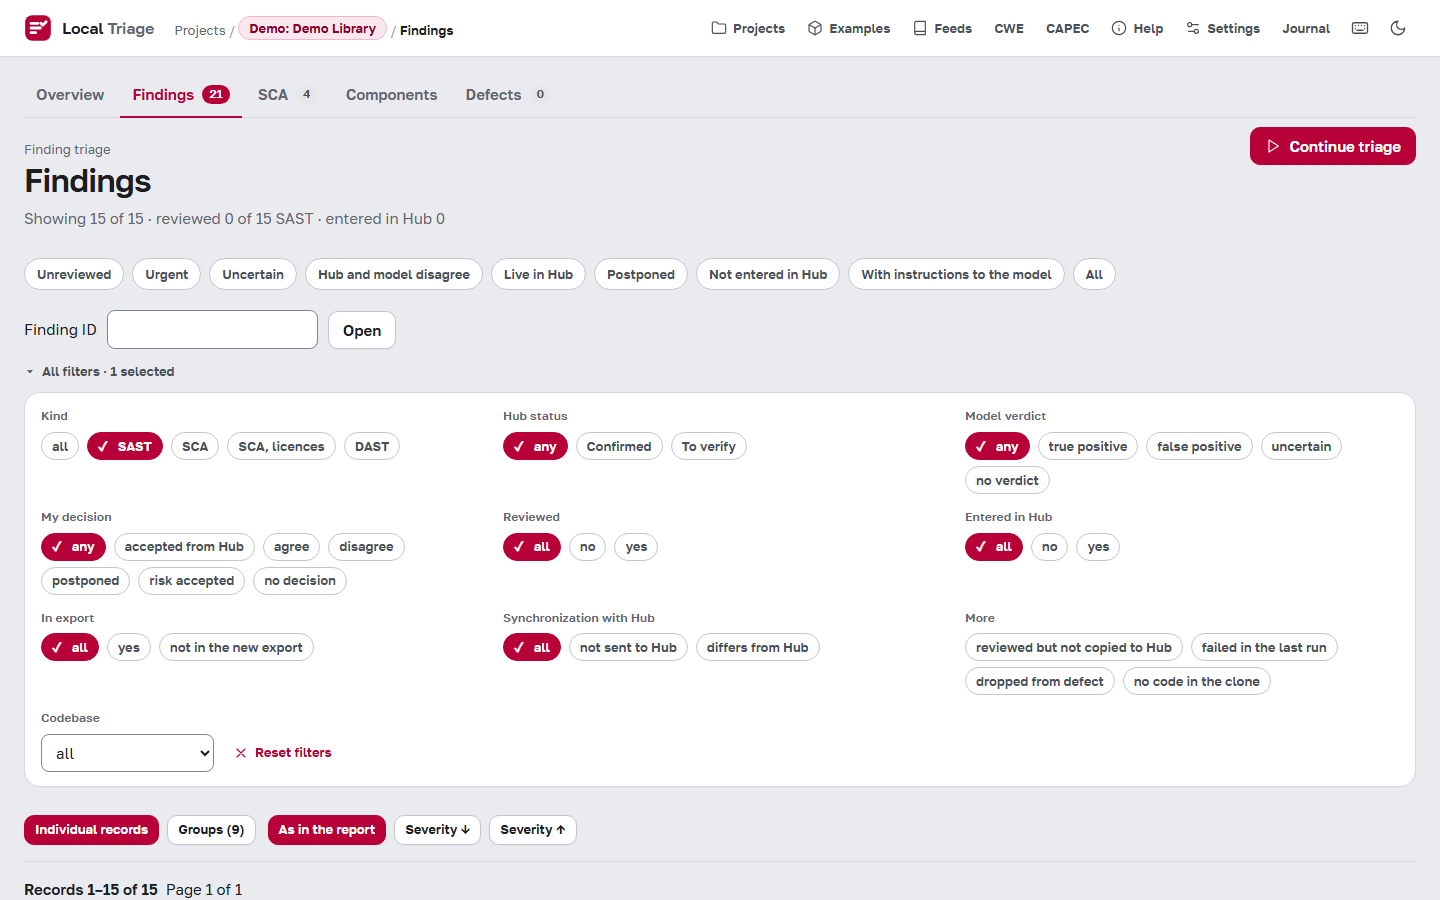 Local Triage Projects / Demo: Demo Library / Findings Projects Examples Feeds CWE CAPEC Help Settings Journal
Overview Findings 21 SCA 4 Components Defects 0
Finding triage
Continue triage
Findings
Showing 15 of 15 · reviewed 0 of 15 SAST · entered in Hub 0
Unreviewed Urgent Uncertain Hub and model disagree Live in Hub Postponed Not entered in Hub With instructions to the model All
Finding ID Open
All filters · 1 selected
Kind Hub status Model verdict
all ✓ SAST SCA SCA, licences DAST ✓ any Confirmed To verify ✓ any true positive false positive uncertain
no verdict
My decision Reviewed Entered in Hub
✓ any accepted from Hub agree disagree ✓ all no yes ✓ all no yes
postponed risk accepted no decision
In export Synchronization with Hub More
✓ all yes not in the new export ✓ all not sent to Hub differs from Hub reviewed but not copied to Hub failed in the last run
dropped from defect no code in the clone
Codebase
all Reset filters
Individual records Groups (9) As in the report Severity ↓ Severity ↑
Records 1–15 of 15 Page 1 of 1